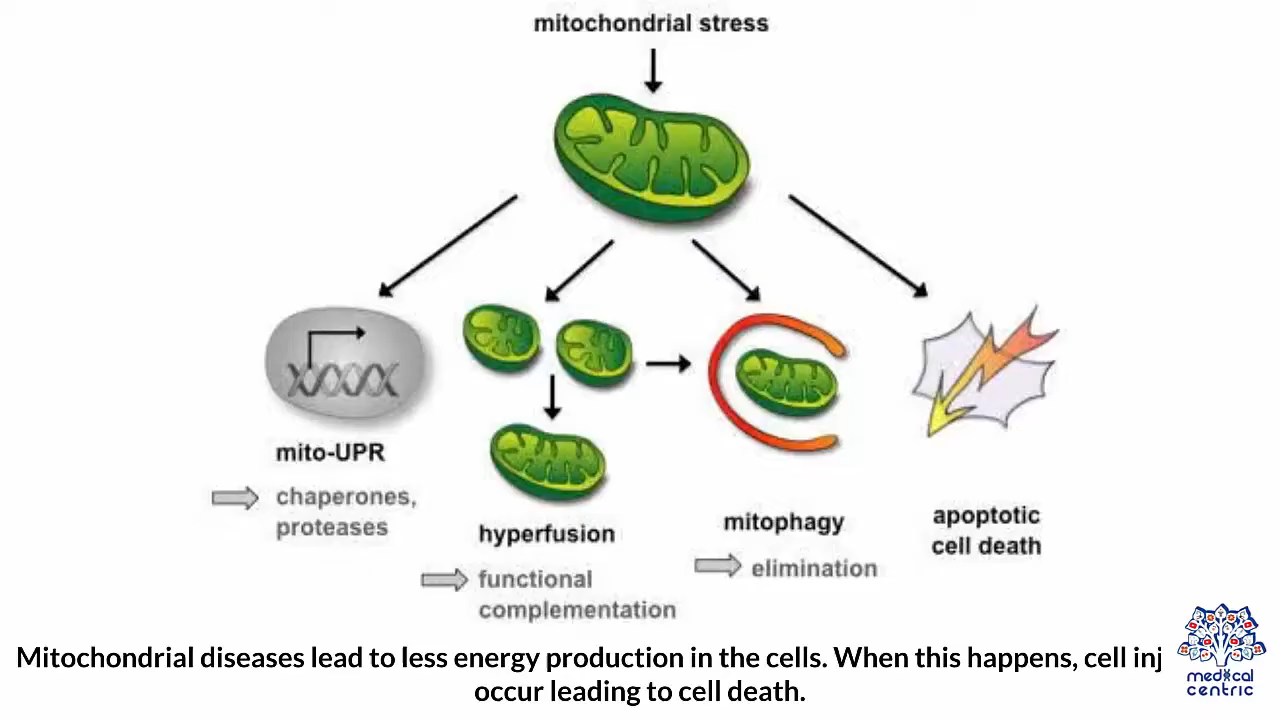 mitochondrial stress
mito-UPR
chaperones,
proteases
hyperfusion
functional
complementation
mitophagy
elimination
apoptotic
cell death
Mitochondrial diseases lead to less energy production in the cells. When this happens, cell inj
occur leading to cell death.
medical
centric